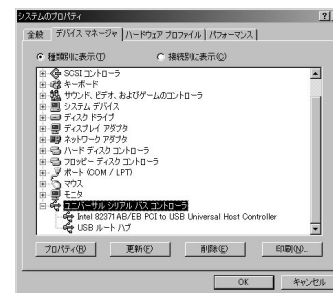 システムのプロパティ
全般 デバイス マネージャ ハードウェア プロファイル パフォーマンス
種類別に表示(T) 接続別に表示(C)
SCSI コントローラ
キーボード
サウンド、ビデオ、およびゲームのコントローラ
システム デバイス
ディスク ドライブ
ディスプレイ アダプタ
ネットワーク アダプタ
ハード ディスク コントローラ
フロッピー ディスク コントローラ
ポート (COM / LPT)
マウス
モニタ
ユニバーサル シリアル バス コントローラ
Intel 82371AB/EB PCI to USB Universal Host Controller
USB ルート ハブ
プロパティ(R) 更新(F) 削除(E) 印刷(N)...
OK キャンセル